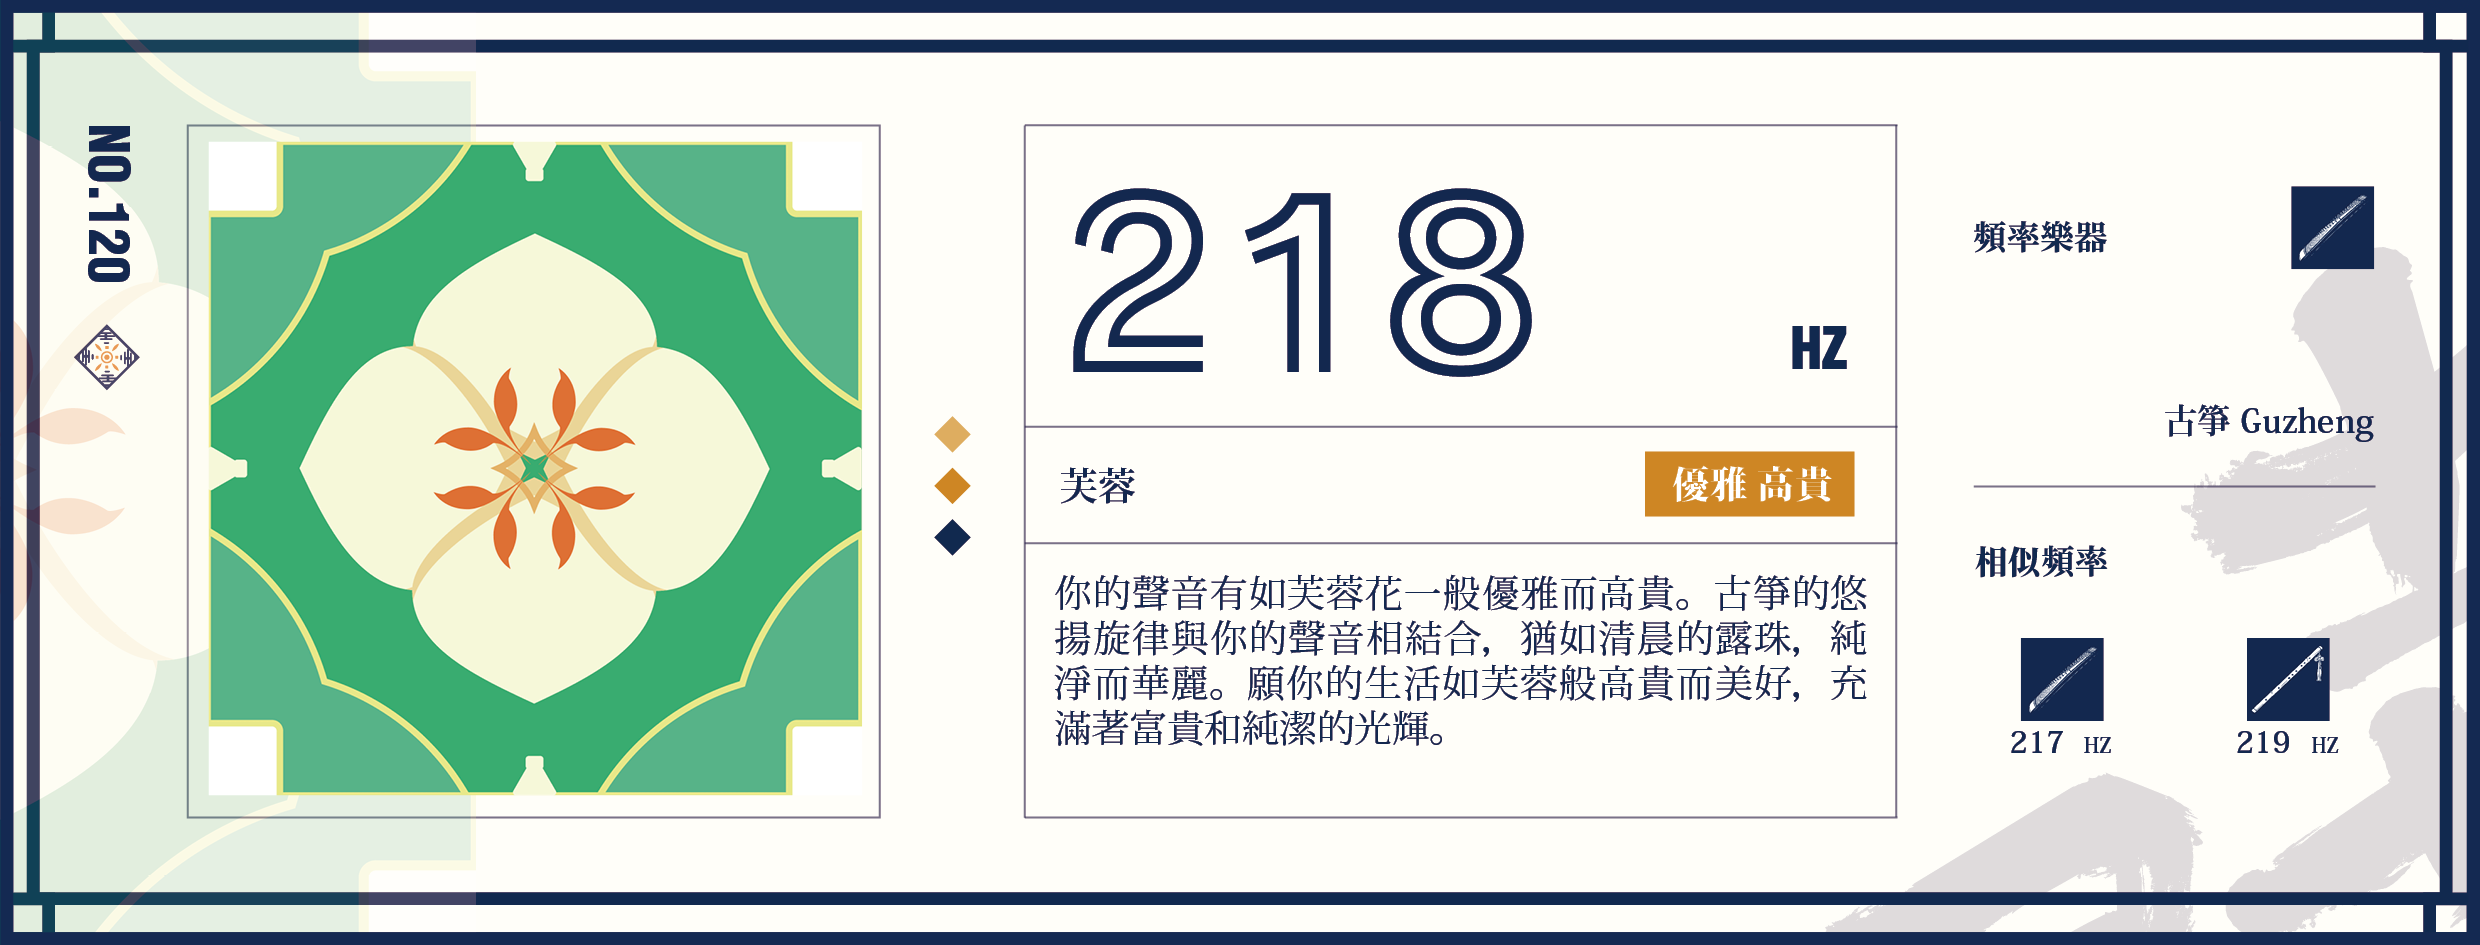 NO.120
218
HZ
芙蓉
優雅 高貴
你的聲音有如芙蓉花一般優雅而高貴。古箏的悠
揚旋律與你的聲音相結合，猶如清晨的露珠，純
淨而華麗。願你的生活如芙蓉般高貴而美好，充
滿著富貴和純潔的光輝。
頻率樂器
古箏 Guzheng
相似頻率
217 HZ
219 HZ